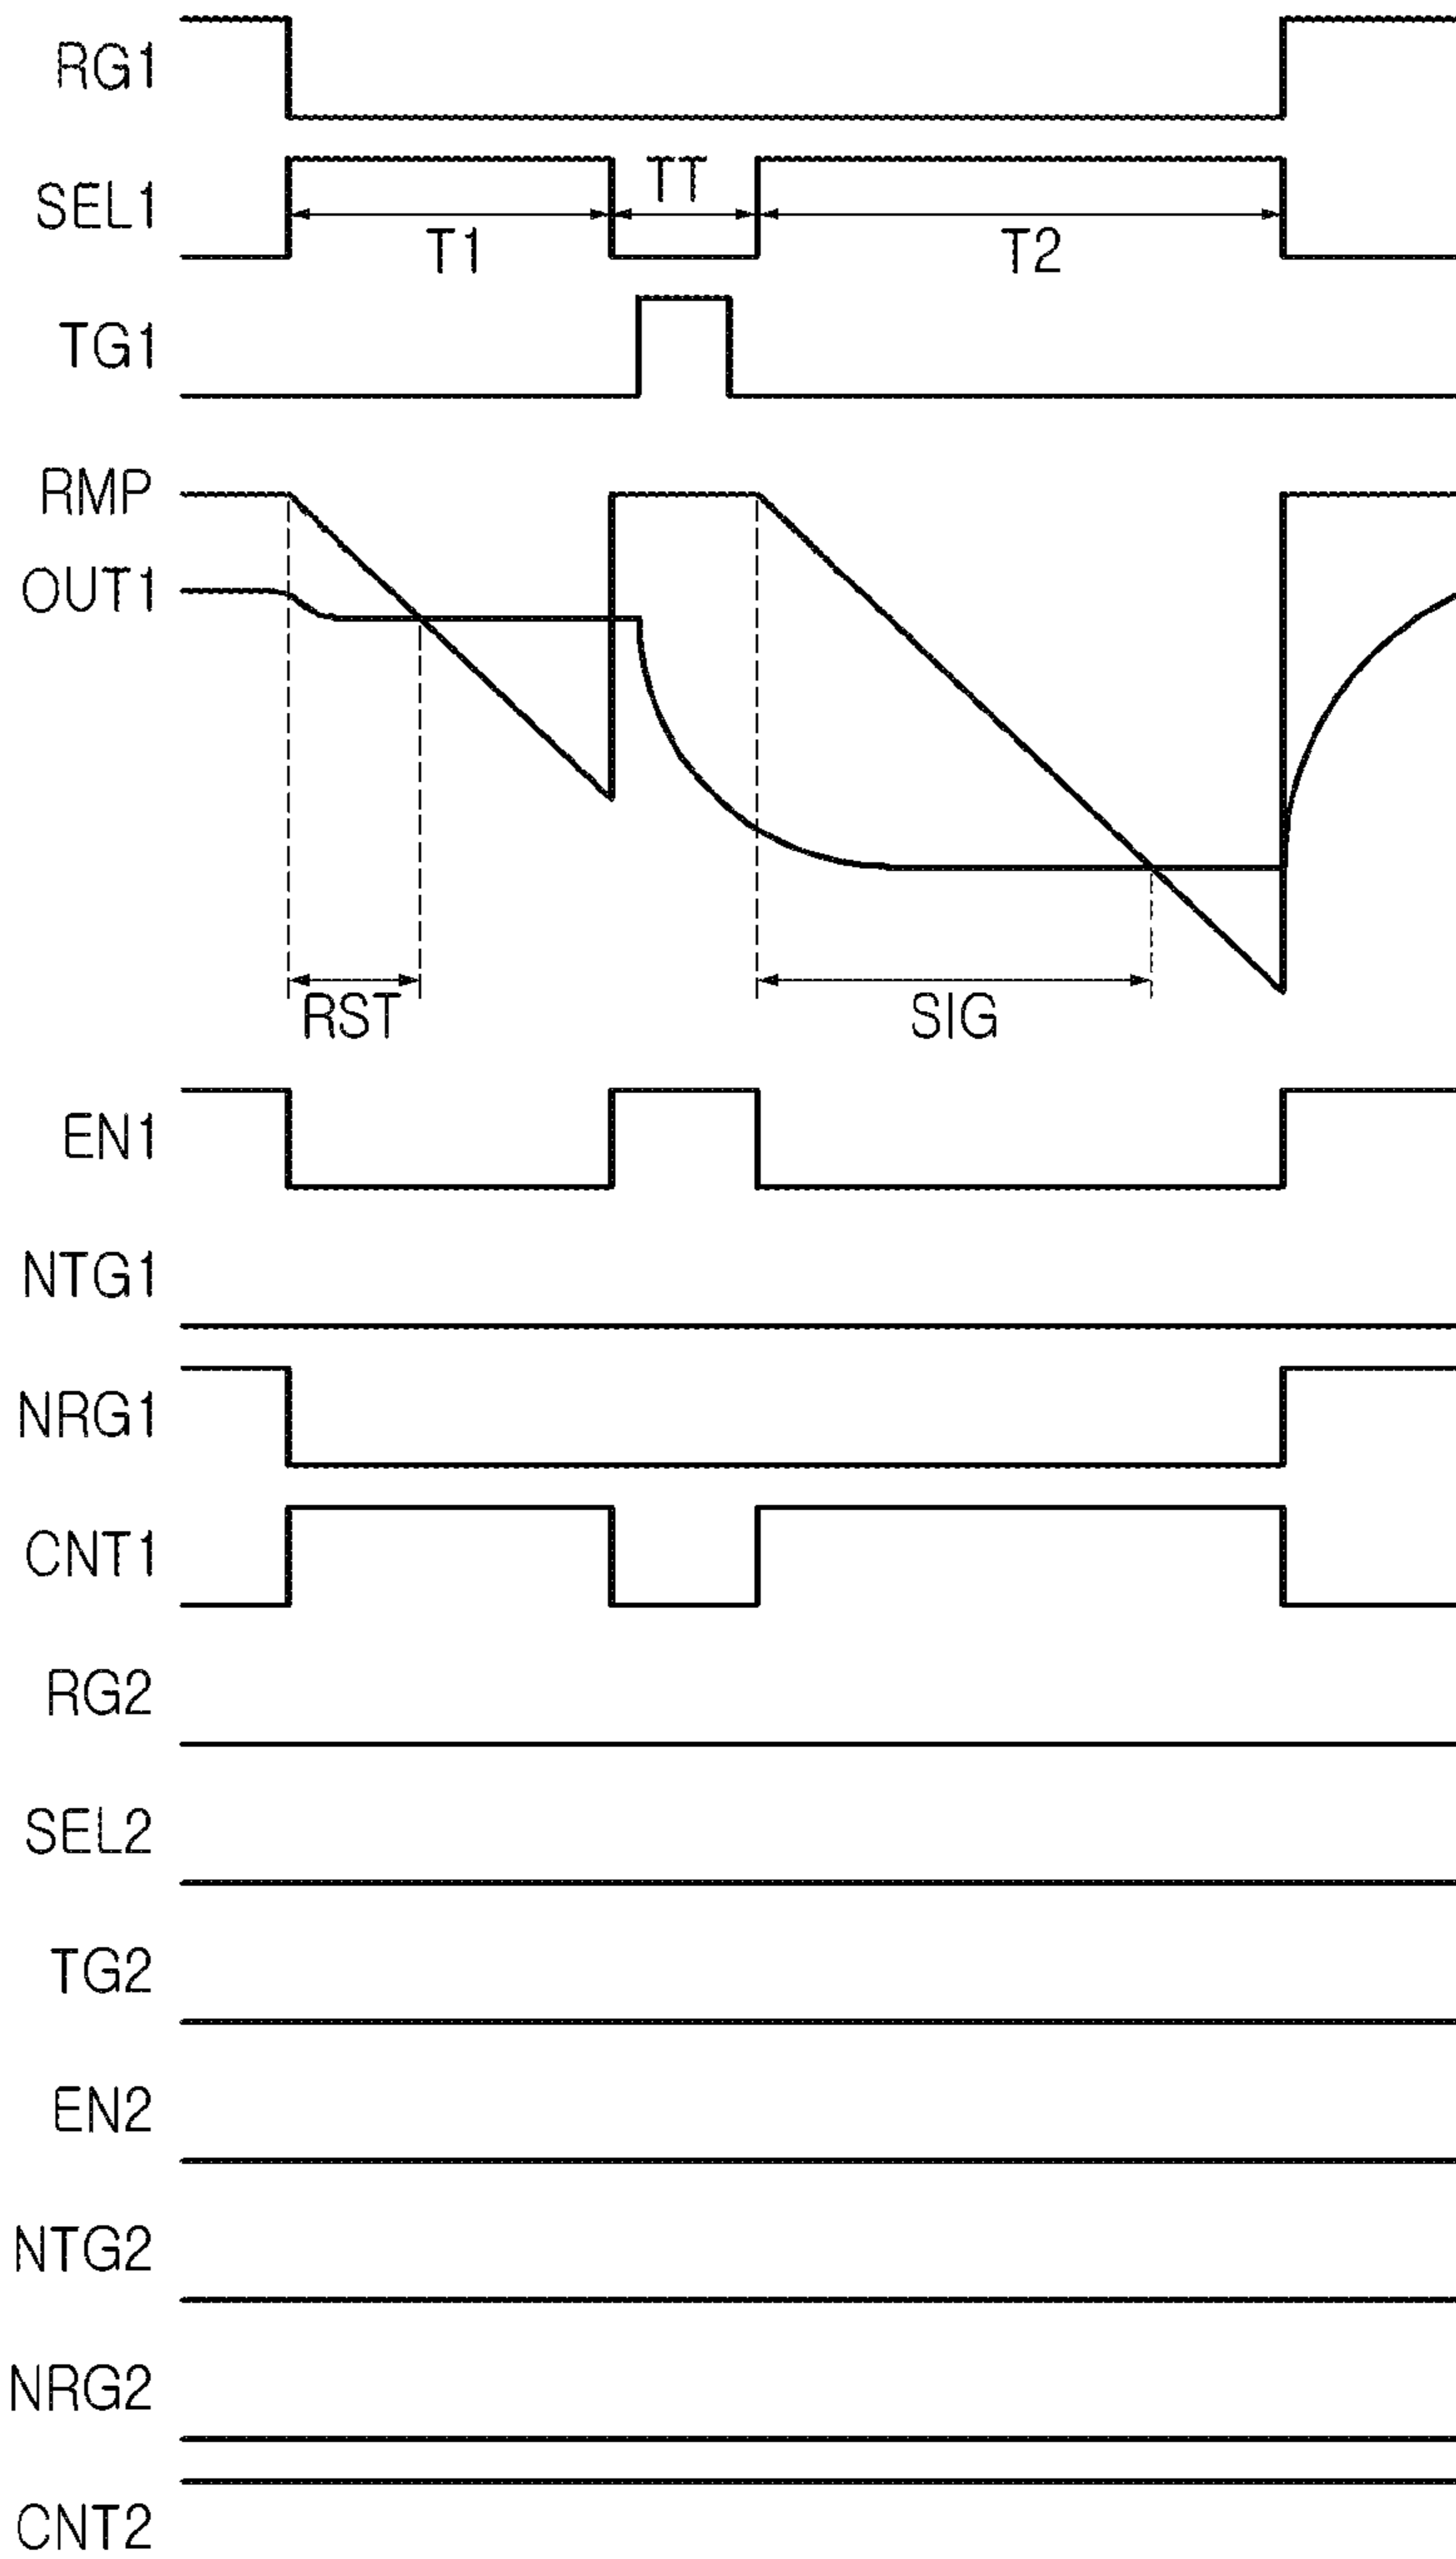 RG1
SEL1
TT
T1
T2
TG1
RMP
OUT1
RST
SIG
EN1
NTG1
NRG1
CNT1
RG2
SEL2
TG2
EN2
NTG2
NRG2
CNT2